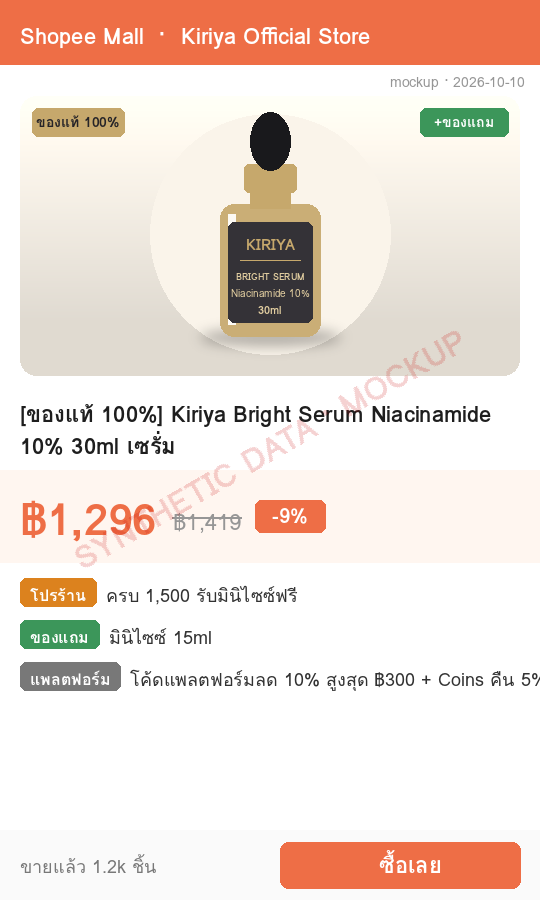 Shopee Mall · Kiriya Official Store
mockup · 2026-10-10
ของแท้ 100%
+ของแถม
KIRIYA
BRIGHT SERUM
Niacinamide 10%
30ml
[ของแท้ 100%] Kiriya Bright Serum Niacinamide
10% 30ml เซรั่ม
฿1,296 ฿1,419 -9%
SYNTHETIC DATA · MOCKUP
โปรร้าน ครบ 1,500 รับมินิไซซ์ฟรี
ของแถม มินิไซซ์ 15ml
แพลตฟอร์ม โค้ดแพลตฟอร์มลด 10% สูงสุด ฿300 + Coins คืน 5%
ขายแล้ว 1.2k ชิ้น
ซื้อเลย